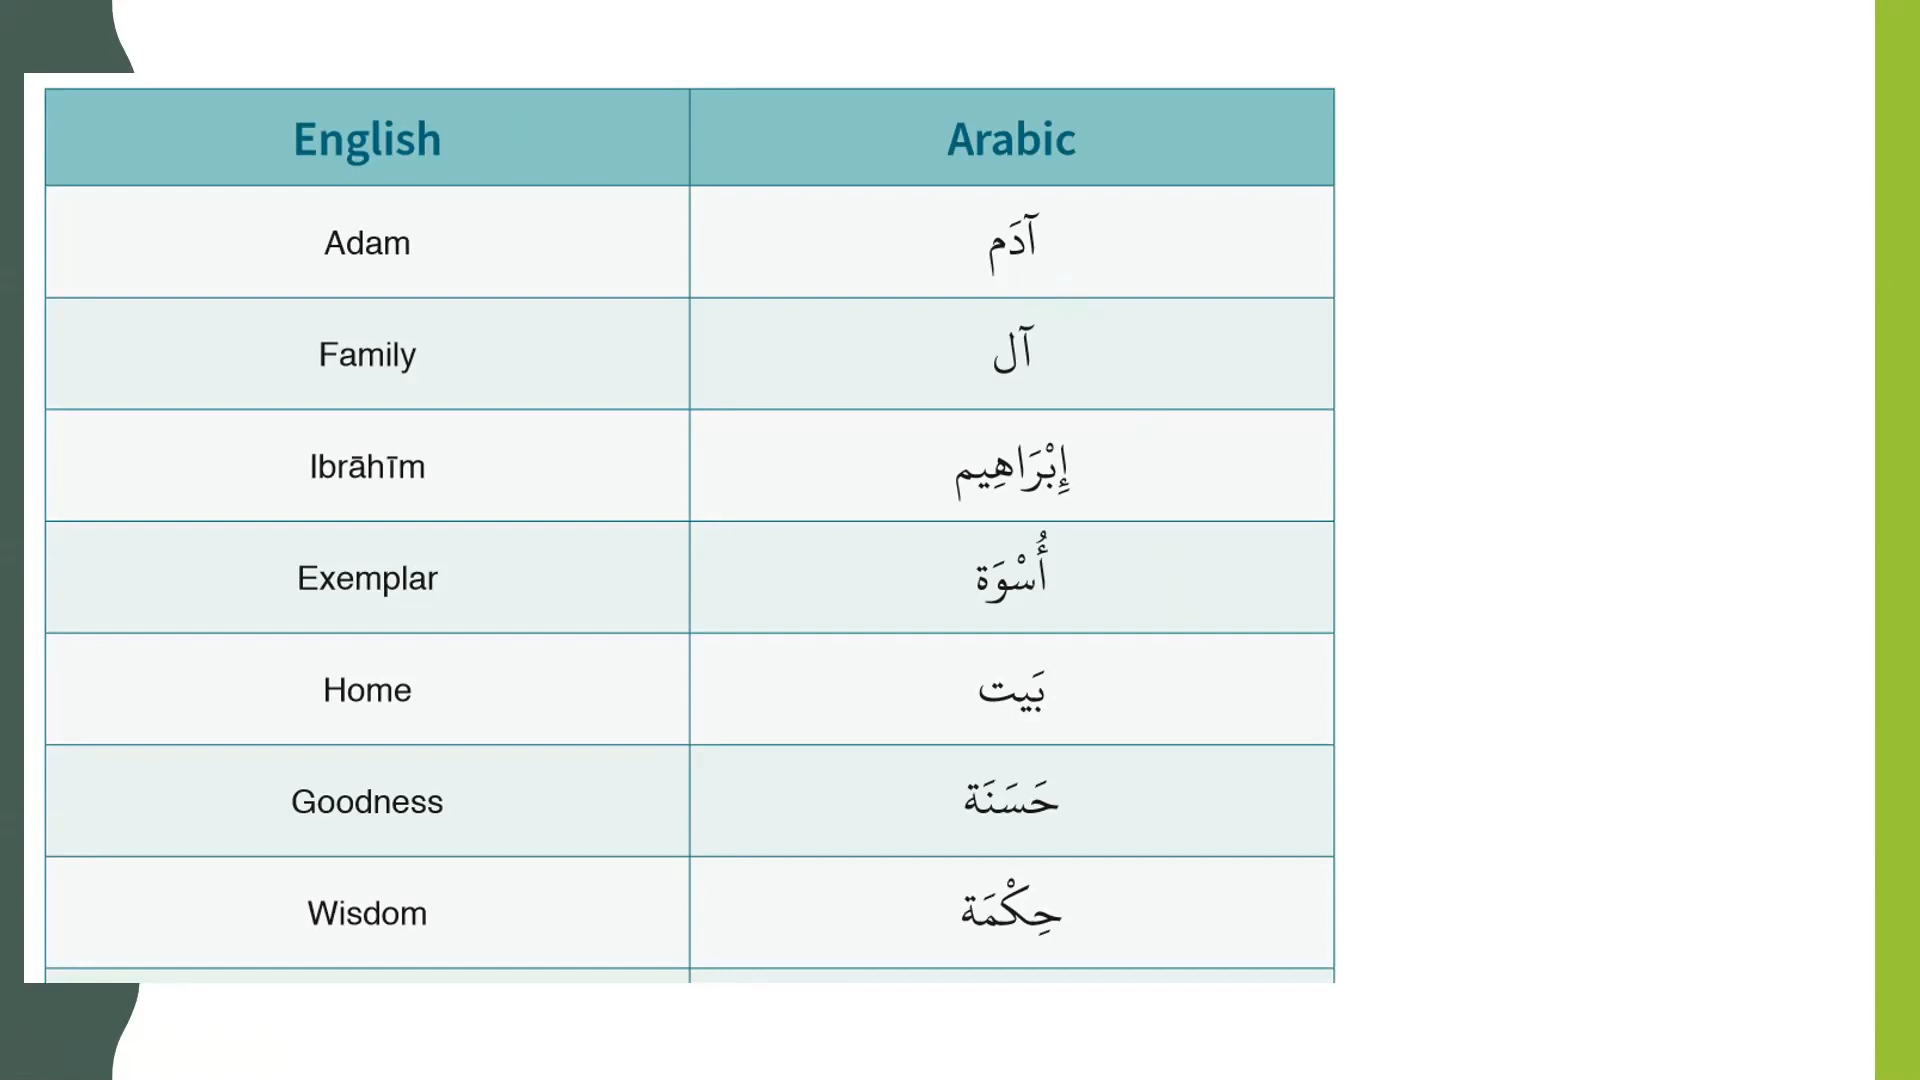 English Arabic
Adam آدَم
Family آل
Ibrāhīm إِبْرَاهِيم
Exemplar أُسْوَة
Home بَيت
Goodness حَسَنَة
Wisdom حِكْمَة